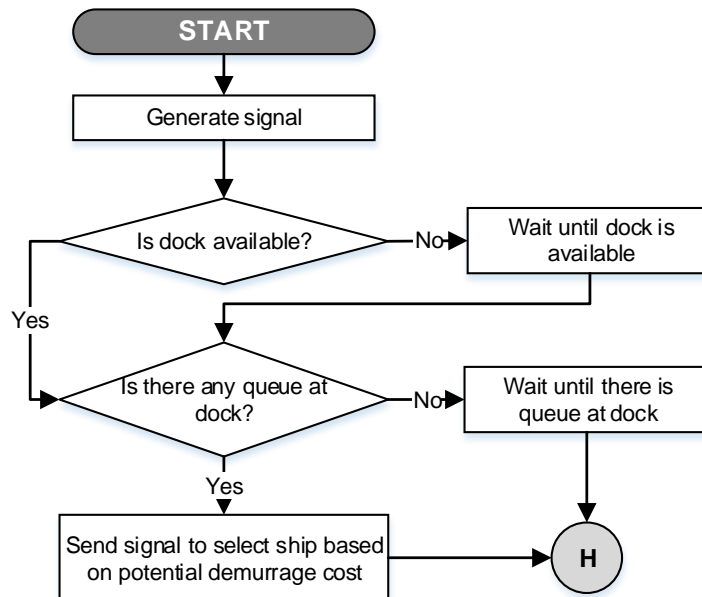 START
Generate signal
Is dock available?
No
Wait until dock is
available
Yes
Is there any queue at
dock?
No
Wait until there is
queue at dock
Yes
Send signal to select ship based
on potential demurrage cost
H